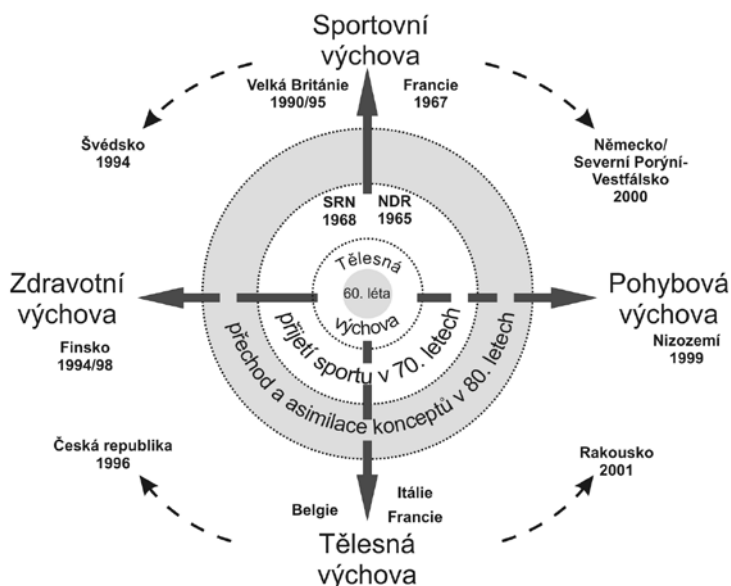 Sportovní
výchova
Velká Británie
1990/95
Francie
1967
Švédsko
1994
Německo/
Severní Porýní-
Vestfálsko
2000
SRN
1968
NDR
1965
Tělesná
60. léta
výchova
Zdravotní
výchova
Pohybová
výchova
Finsko
1994/98
Nizozemí
1999
přijetí sportu v 70. letech
přechod a asimilace konceptů v 80. letech
Česká republika
1996
Rakousko
2001
Belgie
Itálie
Francie
Tělesná
výchova